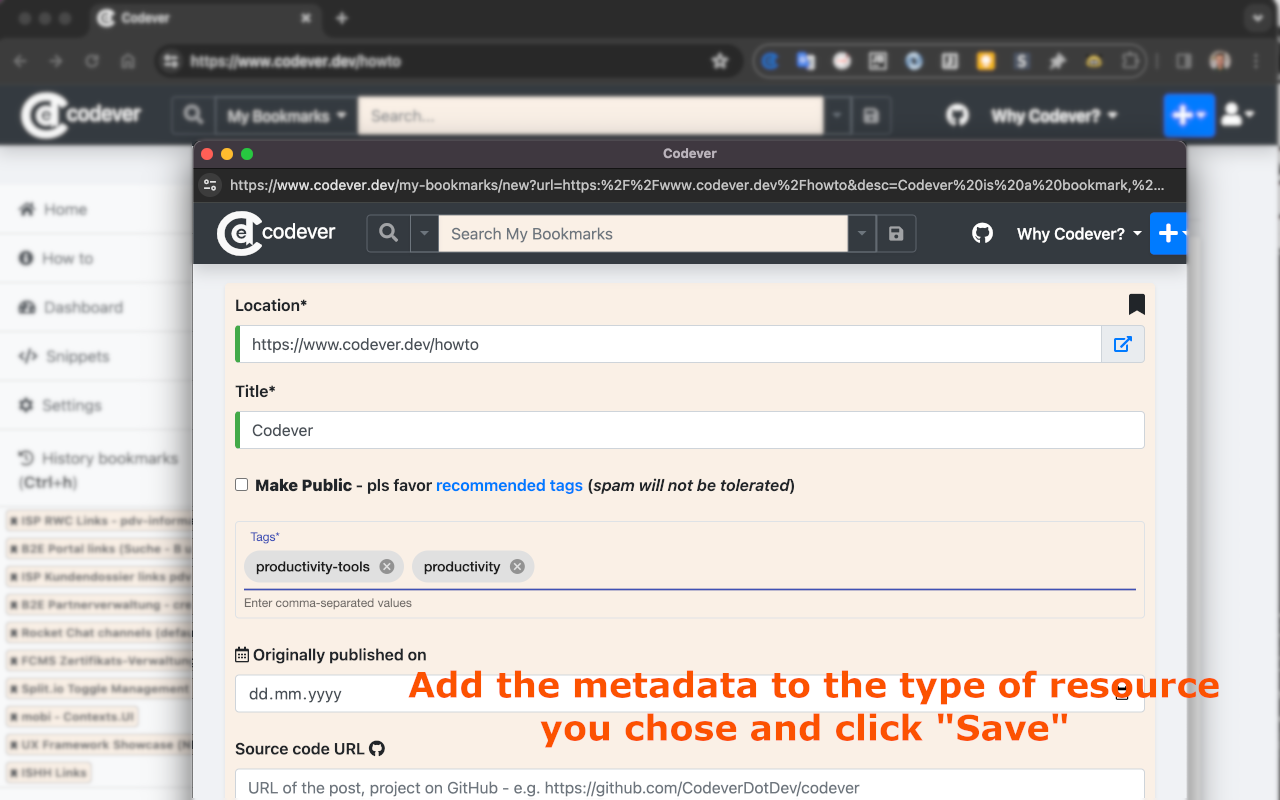 Codever
https://www.codever.dev/howto
codever
My Bookmarks
Search...
Why Codever?
Home
How to
Dashboard
Snippets
Settings
History bookmarks
(Ctrl+h)
ISP RWC Links - pdv-informa
B2E Portal links (Suche - B u
ISP Kundendossier links pdv
B2E Partnerverwaltung - cre
Rocket Chat channels (defau
FCMS Zertifikats-Verwaltung
Split.io Toggle Management
mobi - Contexts.UI
UX Framework Showcase (N
ISHH Links
Codever
https://www.codever.dev/my-bookmarks/new?url=https:%2F%2Fwww.codever.dev%2Fhowto&desc=Codever%20is%20a%20bookmark,%2...
codever
Search My Bookmarks
Why Codever?
Location*
https://www.codever.dev/howto
Title*
Codever
Make Public - pls favor recommended tags (spam will not be tolerated)
Tags*
productivity-tools
productivity
Enter comma-separated values
Originally published on
dd.mm.yyyy
Add the metadata to the type of resource
you chose and click "Save"
Source code URL
URL of the post, project on GitHub - e.g. https://github.com/CodeverDotDev/codever